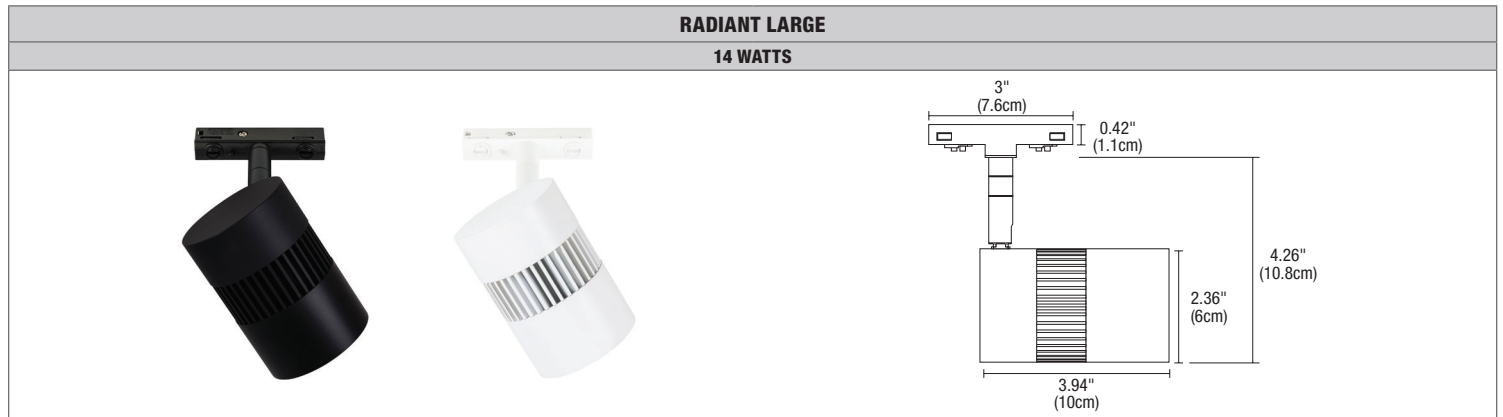 RADIANT LARGE
14 WATTS
3"
(7.6cm)
0.42"
(1.1cm)
4.26"
(10.8cm)
2.36"
(6cm)
3.94"
(10cm)